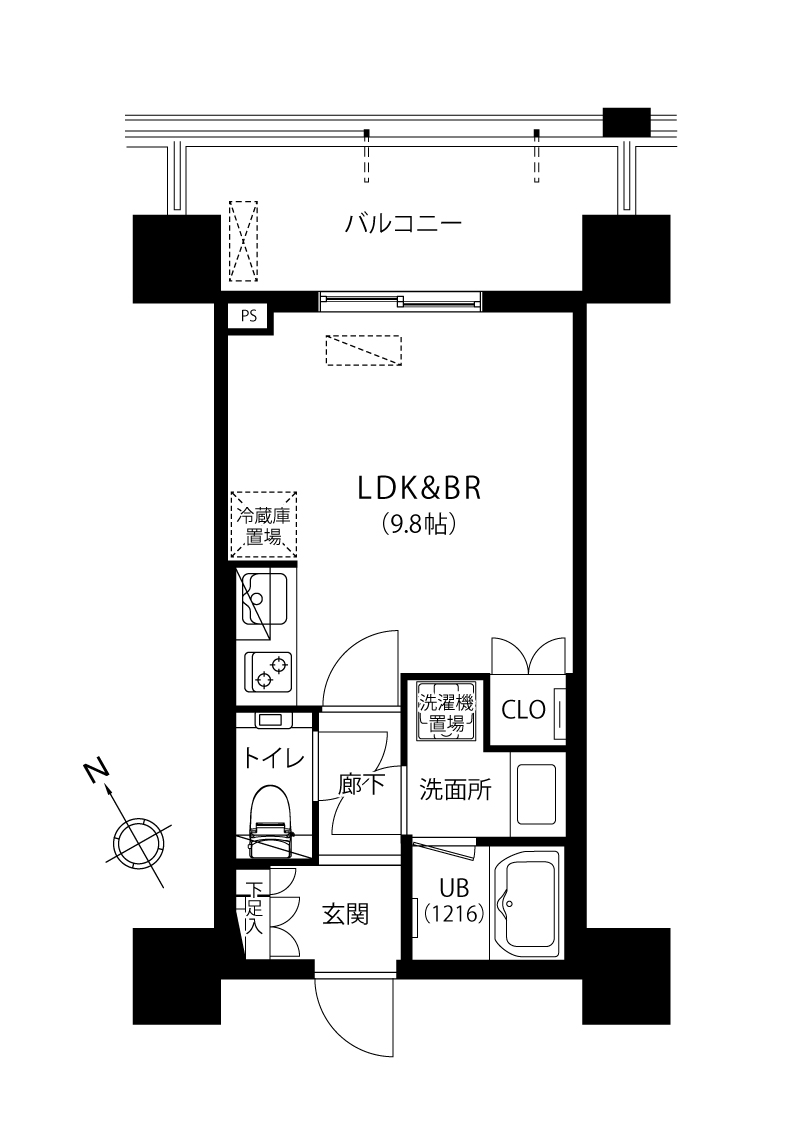 バルコニー
PS
LDK&BR
(9.8帖)
冷蔵庫
置場
洗濯機
置場
CLO
トイレ
廊下
洗面所
N
下足入
玄関
UB
(1216)